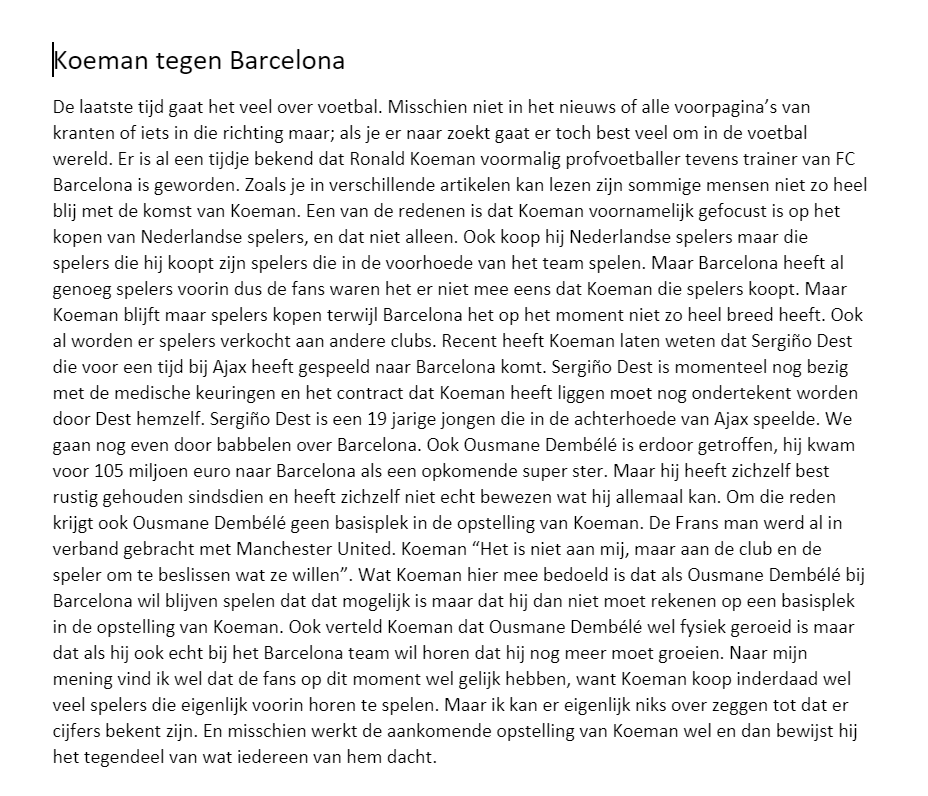 Koeman tegen Barcelona
De laatste tijd gaat het veel over voetbal. Misschien niet in het nieuws of alle voorpagina’s van
kranten of iets in die richting maar; als je er naar zoekt gaat er toch best veel om in de voetbal
wereld. Er is al een tijdje bekend dat Ronald Koeman voormalig profvoetballer tevens trainer van FC
Barcelona is geworden. Zoals je in verschillende artikelen kan lezen zijn sommige mensen niet zo heel
blij met de komst van Koeman. Een van de redenen is dat Koeman voornamelijk gefocust is op het
kopen van Nederlandse spelers, en dat niet alleen. Ook koop hij Nederlandse spelers maar die
spelers die hij koopt zijn spelers die in de voorhoede van het team spelen. Maar Barcelona heeft al
genoeg spelers voorin dus de fans waren het er niet mee eens dat Koeman die spelers koopt. Maar
Koeman blijft maar spelers kopen terwijl Barcelona het op het moment niet zo heel breed heeft. Ook
al worden er spelers verkocht aan andere clubs. Recent heeft Koeman laten weten dat Sergiño Dest
die voor een tijd bij Ajax heeft gespeeld naar Barcelona komt. Sergiño Dest is momenteel nog bezig
met de medische keuringen en het contract dat Koeman heeft liggen moet nog ondertekent worden
door Dest hemzelf. Sergiño Dest is een 19 jarige jongen die in de achterhoede van Ajax speelde. We
gaan nog even door babbelen over Barcelona. Ook Ousmane Dembélé is erdoor getroffen, hij kwam
voor 105 miljoen euro naar Barcelona als een opkomende super ster. Maar hij heeft zichzelf best
rustig gehouden sindsdien en heeft zichzelf niet echt bewezen wat hij allemaal kan. Om die reden
krijgt ook Ousmane Dembélé geen basisplek in de opstelling van Koeman. De Frans man werd al in
verband gebracht met Manchester United. Koeman “Het is niet aan mij, maar aan de club en de
speler om te beslissen wat ze willen”. Wat Koeman hier mee bedoeld is dat als Ousmane Dembélé bij
Barcelona wil blijven spelen dat dat mogelijk is maar dat hij dan niet moet rekenen op een basisplek
in de opstelling van Koeman. Ook verteld Koeman dat Ousmane Dembélé wel fysiek geroeid is maar
dat als hij ook echt bij het Barcelona team wil horen dat hij nog meer moet groeien. Naar mijn
mening vind ik wel dat de fans op dit moment wel gelijk hebben, want Koeman koop inderdaad wel
veel spelers die eigenlijk voorin horen te spelen. Maar ik kan er eigenlijk niks over zeggen tot dat er
cijfers bekent zijn. En misschien werkt de aankomende opstelling van Koeman wel en dan bewijst hij
het tegendeel van wat iedereen van hem dacht.